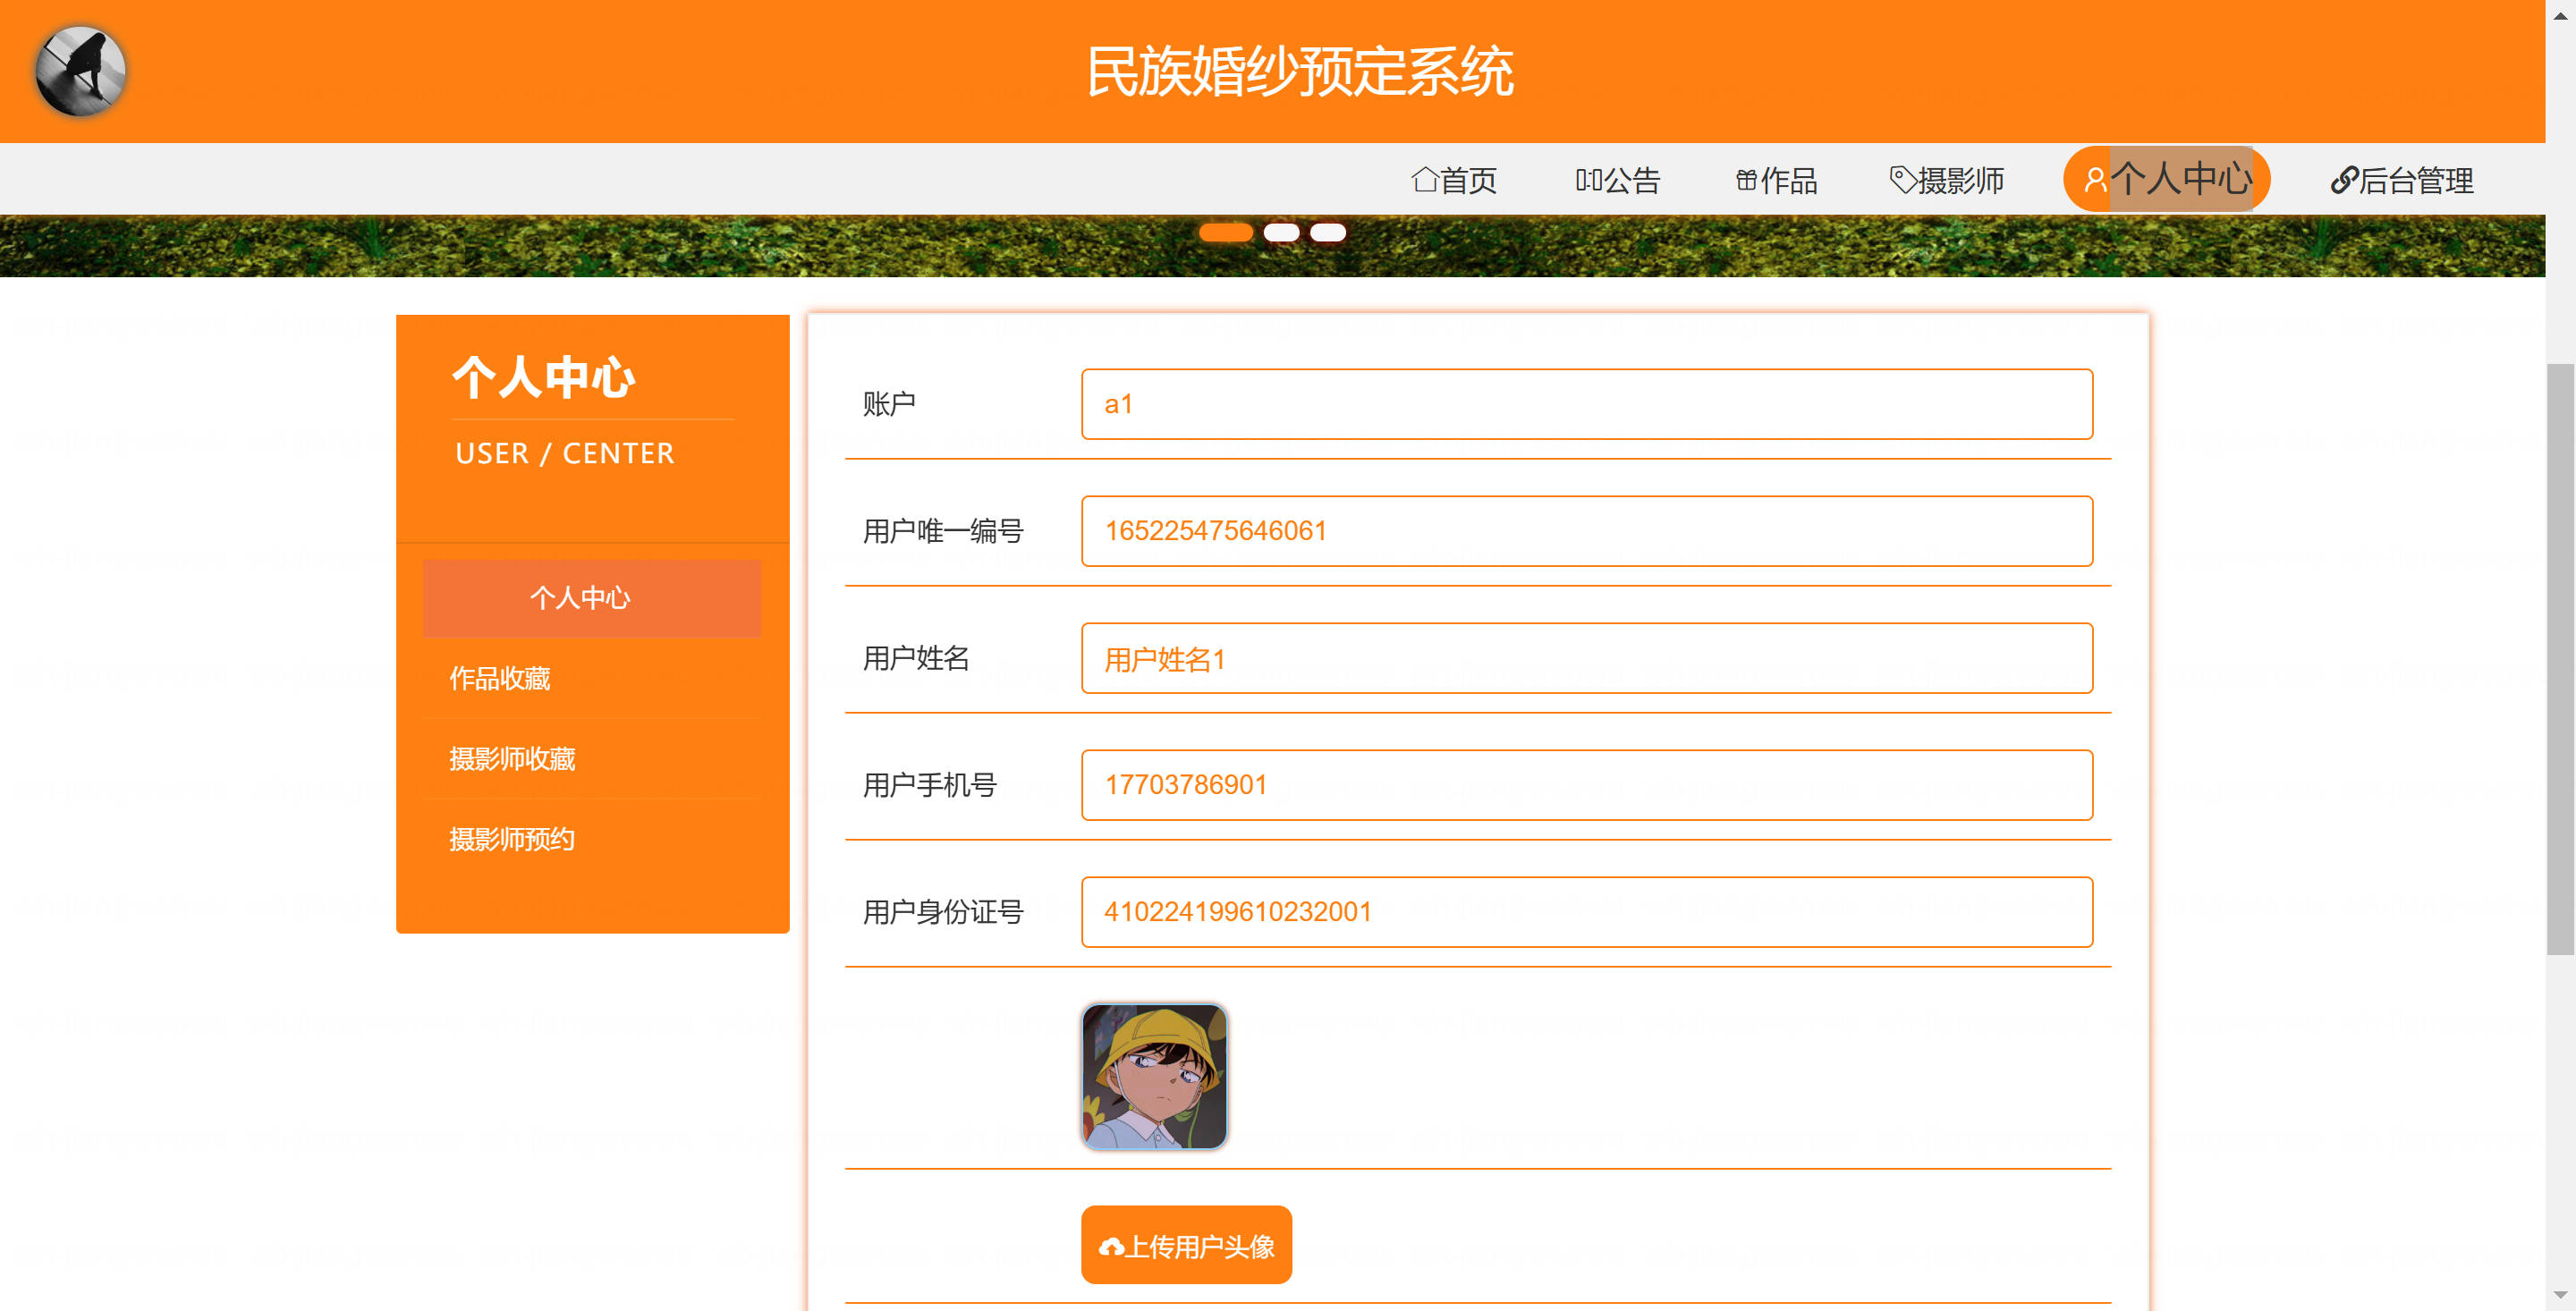 民族婚纱预定系统
首页
公告
作品
摄影师
个人中心
后台管理
个人中心
USER / CENTER
个人中心
作品收藏
摄影师收藏
摄影师预约
账户
a1
用户唯一编号
165225475646061
用户姓名
用户姓名1
用户手机号
17703786901
用户身份证号
410224199610232001
上传用户头像